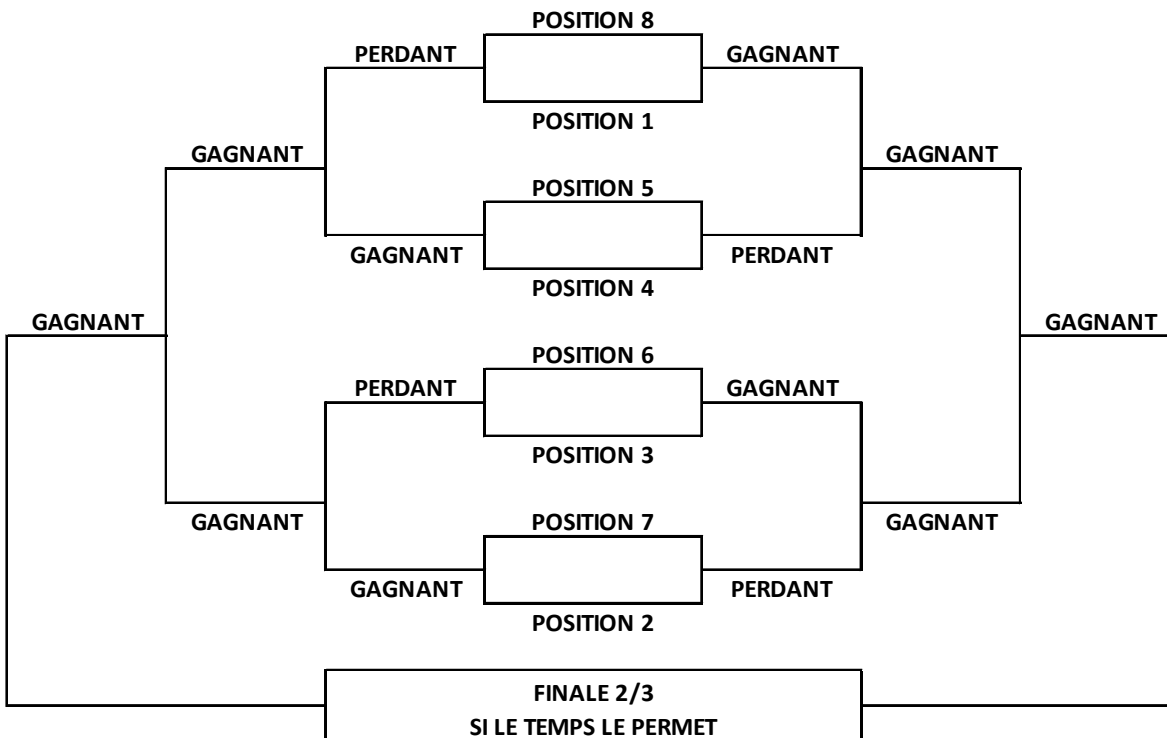 POSITION 8
PERDANT
GAGNANT
POSITION 1
GAGNANT
GAGNANT
POSITION 5
GAGNANT
PERDANT
POSITION 4
GAGNANT
GAGNANT
POSITION 6
PERDANT
GAGNANT
POSITION 3
GAGNANT
POSITION 7
GAGNANT
GAGNANT
PERDANT
POSITION 2
FINALE 2/3
SI LE TEMPS LE PERMET